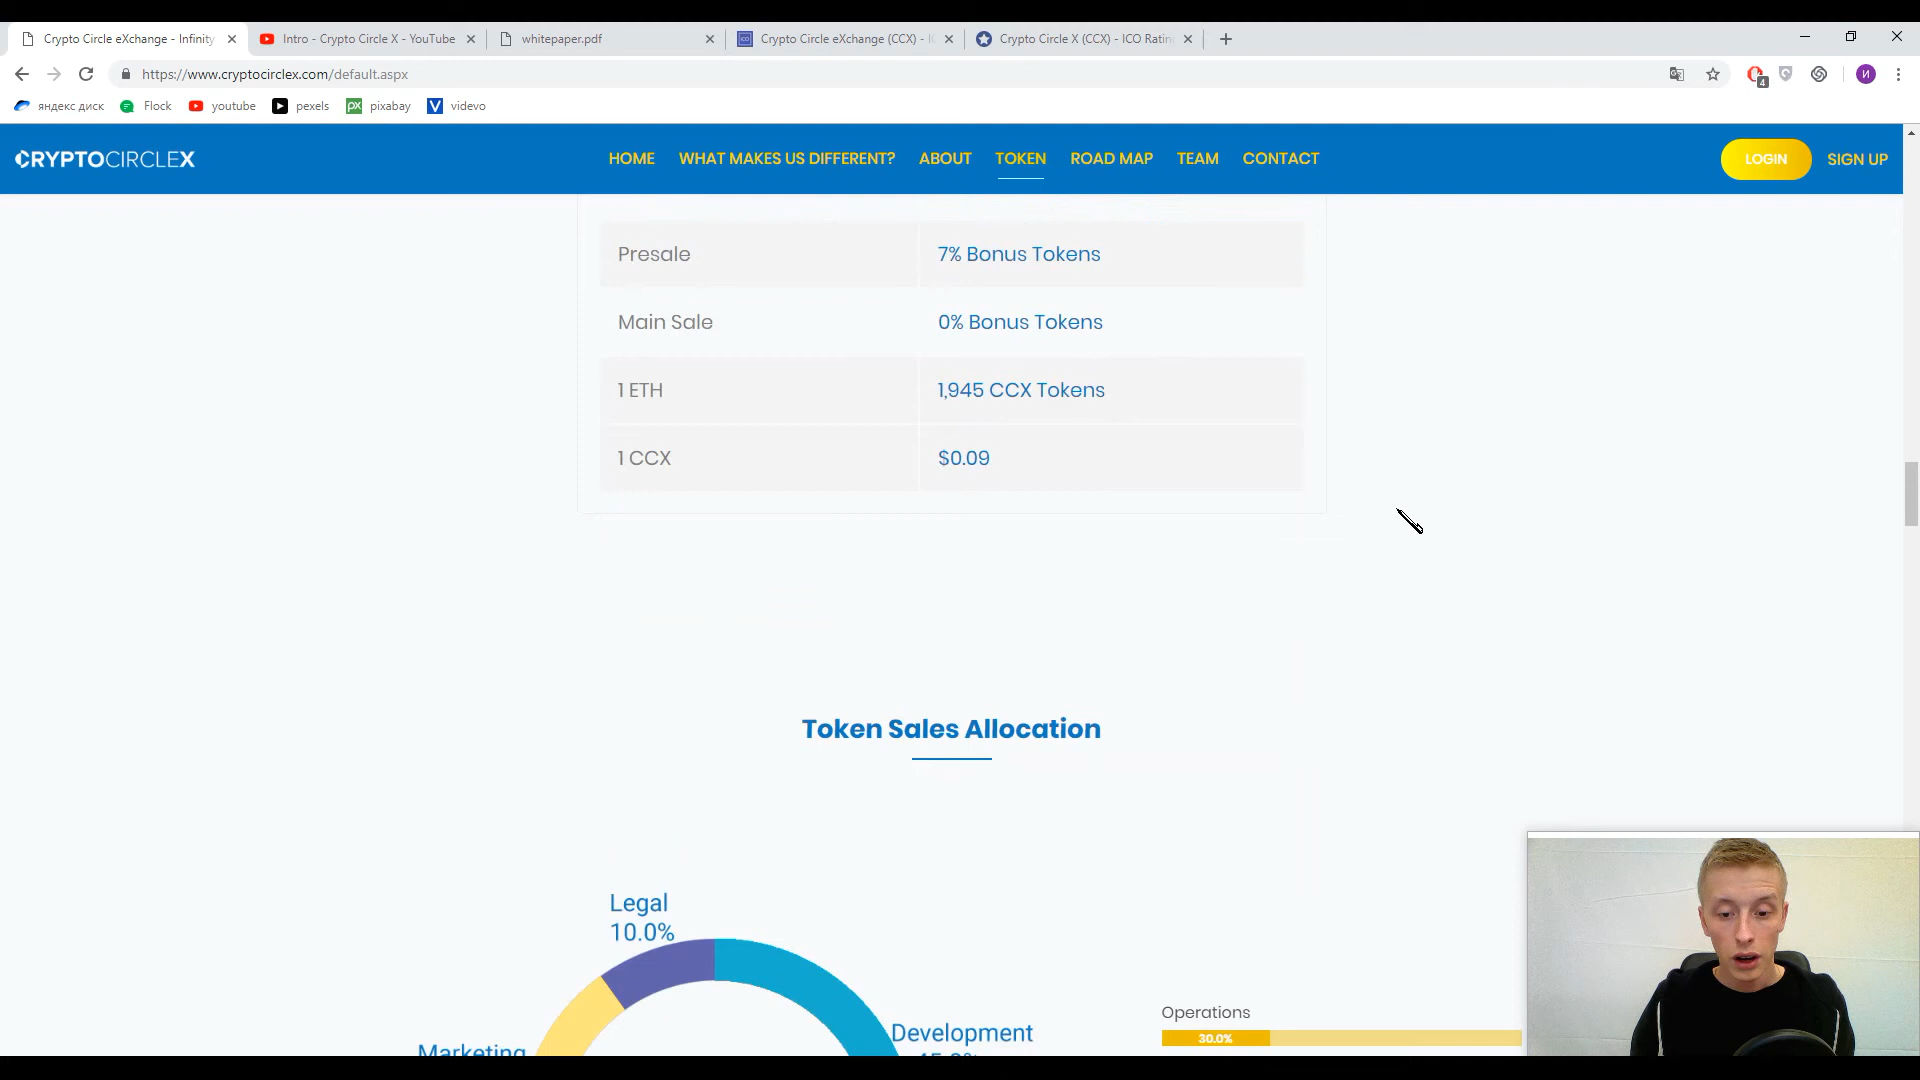 Crypto Circle eXchange - Infinity
Intro - Crypto Circle X - YouTube
whitepaper.pdf
Crypto Circle eXchange (CCX) - IC
Crypto Circle X (CCX) - ICO Ratin
https://www.cryptocirclex.com/default.aspx
4
И
яндекс диск
Flock
youtube
pexels
px
pixabay
V
videvo
CRYPTOCIRCLEX
HOME
WHAT MAKES US DIFFERENT?
ABOUT
TOKEN
ROAD MAP
TEAM
CONTACT
LOGIN
SIGN UP
Presale
7% Bonus Tokens
Main Sale
0% Bonus Tokens
1 ETH
1,945 CCX Tokens
1 CCX
$0.09
Token Sales Allocation
Legal
10.0%
Operations
30.0%
Development
Marketing